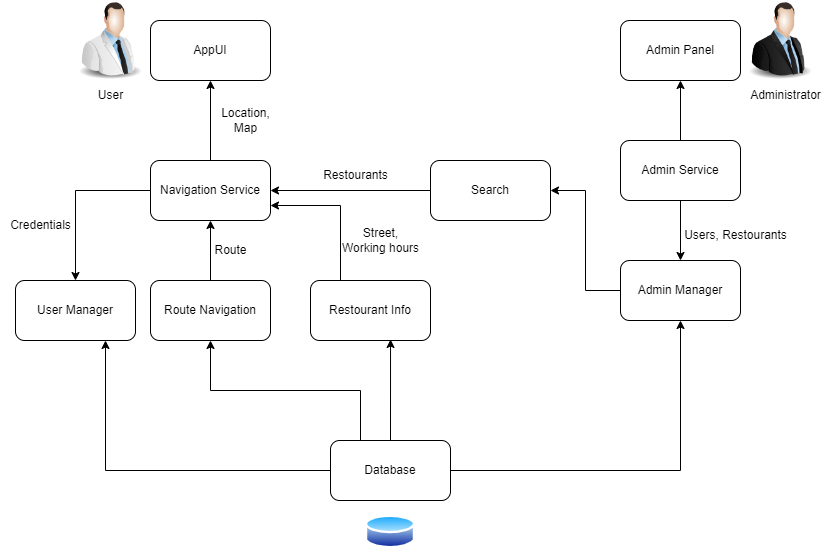 AppUI
Admin Panel
User
Administrator
Location,
Map
Navigation Service
Restourants
Search
Admin Service
Credentials
Route
Street,
Working hours
Users, Restourants
User Manager
Route Navigation
Restourant Info
Admin Manager
Database